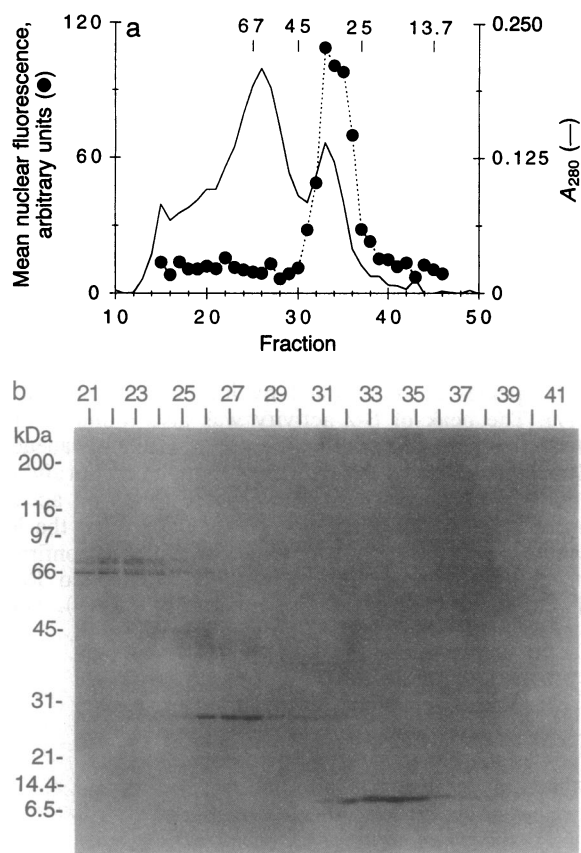 a
67 45 25 13.7
Mean nuclear fluorescence,
arbitrary units (●)
120
60
0
0.250
0.125
0
A280 (—)
10 20 30 40 50
Fraction
b
21 23 25 27 29 31 33 35 37 39 41
kDa
200-
116-
97-
66-
45-
31-
21-
14.4-
6.5-